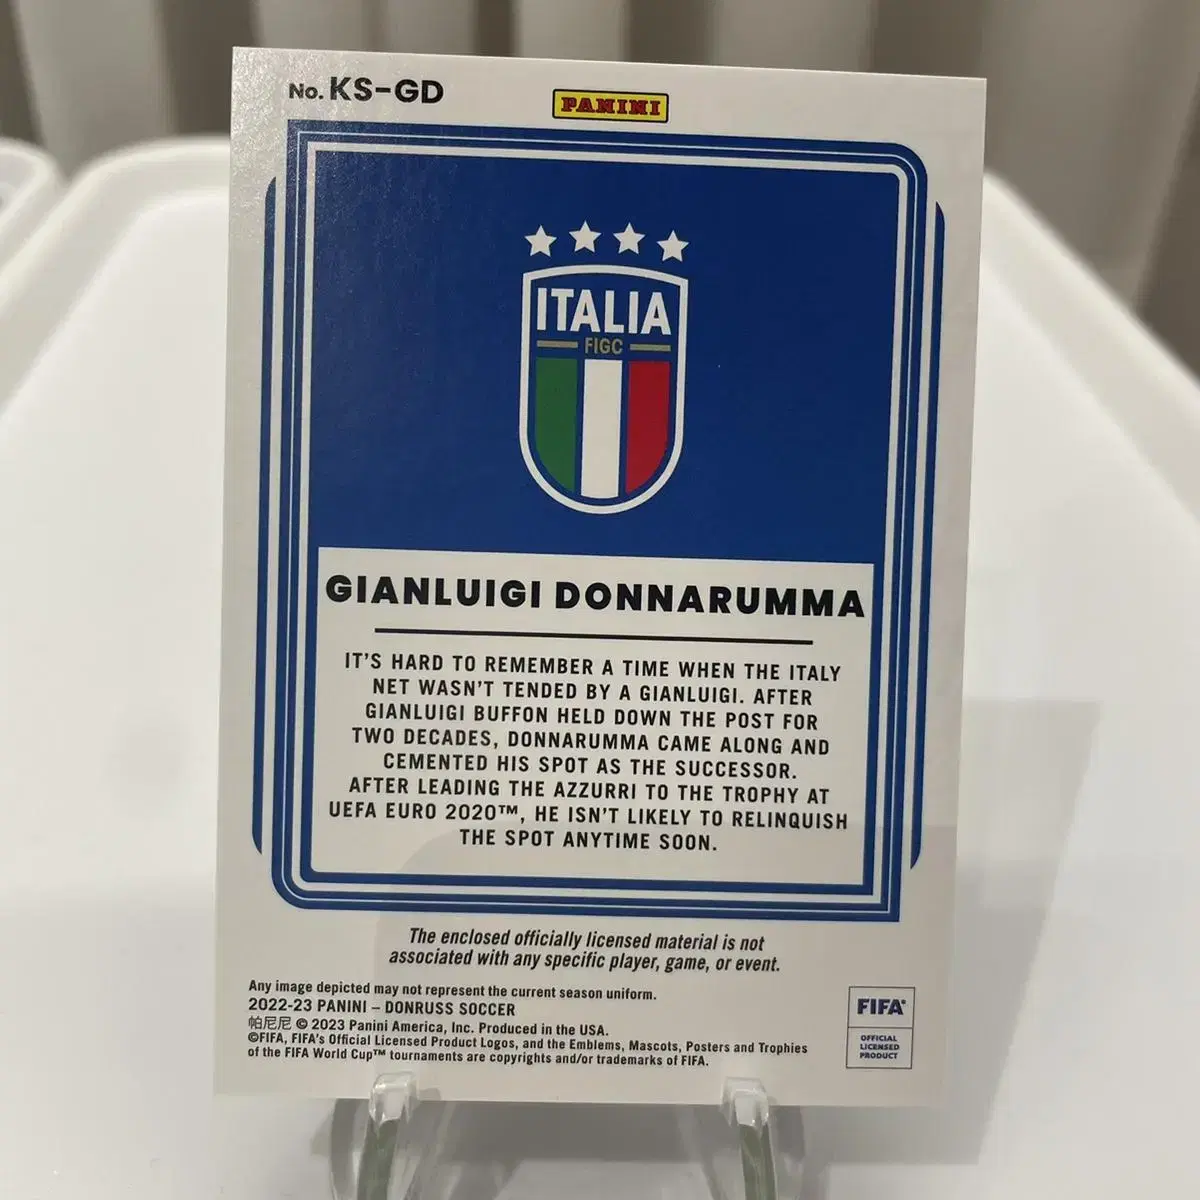 No. KS-GD
PANINI
ITALIA
FIGC
GIANLUIGI DONNARUMMA
IT'S HARD TO REMEMBER A TIME WHEN THE ITALY
NET WASN'T TENDED BY A GIANLUIGI. AFTER
GIANLUIGI BUFFON HELD DOWN THE POST FOR
TWO DECADES, DONNARUMMA CAME ALONG AND
CEMENTED HIS SPOT AS THE SUCCESSOR.
AFTER LEADING THE AZZURRI TO THE TROPHY AT
UEFA EURO 2020™, HE ISN'T LIKELY TO RELINQUISH
THE SPOT ANYTIME SOON.
The enclosed officially licensed material is not
associated with any specific player, game, or event.
Any image depicted may not represent the current season uniform.
2022-23 PANINI – DONRUSS SOCCER
帕尼尼 © 2023 Panini America, Inc. Produced in the USA.
©FIFA, FIFA's Official Licensed Product Logos, and the Emblems, Mascots, Posters and Trophies
of the FIFA World Cup™ tournaments are copyrights and/or trademarks of FIFA.
FIFA®
OFFICIAL
LICENSED
PRODUCT